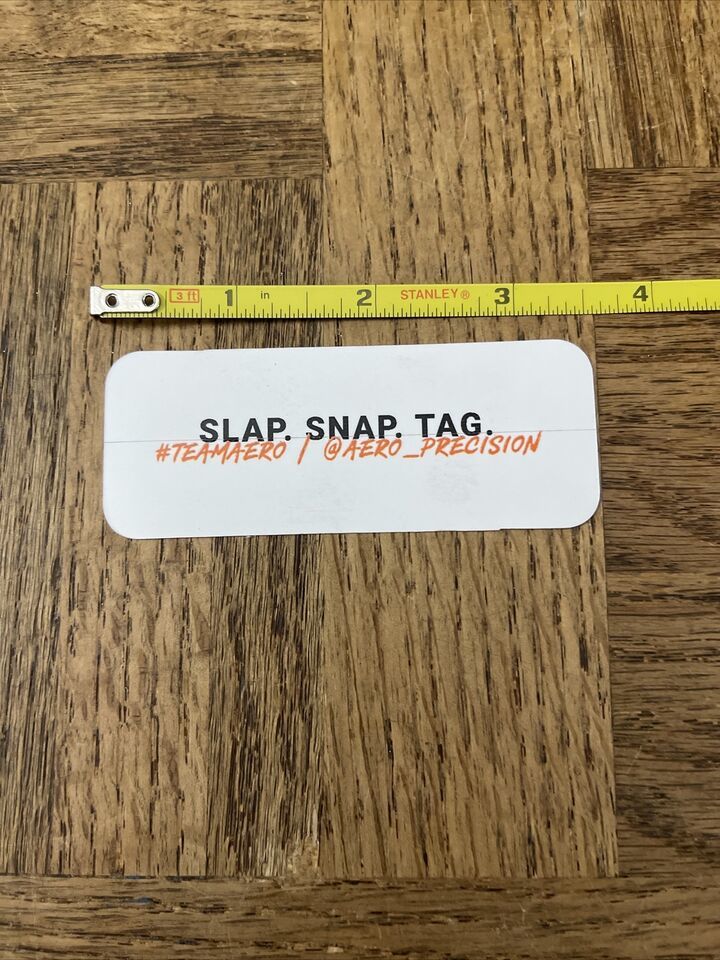 3 ft 1 in 2 STANLEY® 3 4
SLAP. SNAP. TAG.
#TEAMAERO | @AERO_PRECISION